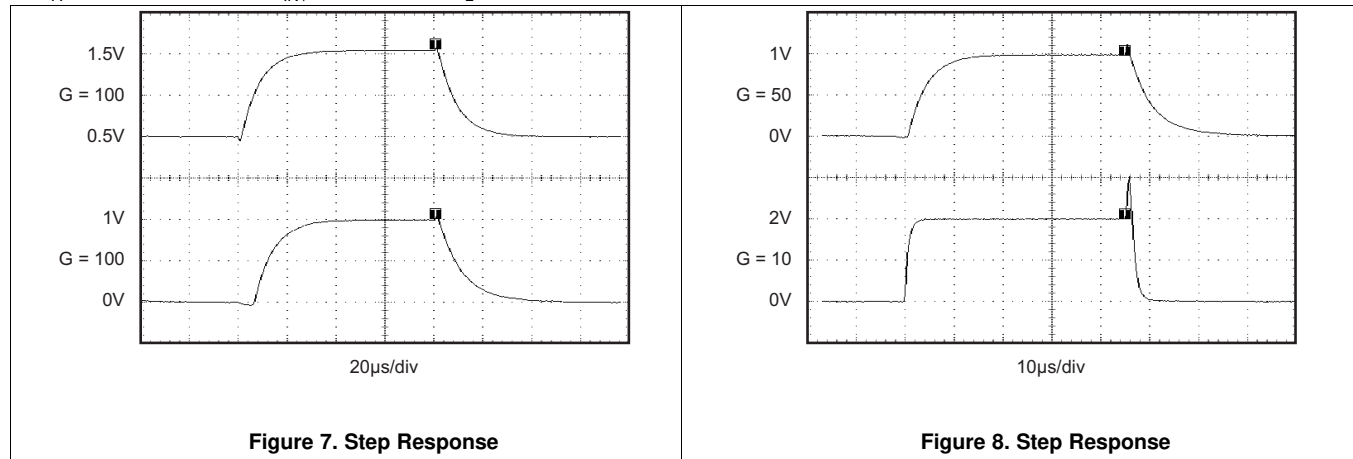 1.5V
G = 100
0.5V
1V
G = 100
0V
20µs/div
Figure 7. Step Response
1V
G = 50
0V
2V
G = 10
0V
10µs/div
Figure 8. Step Response